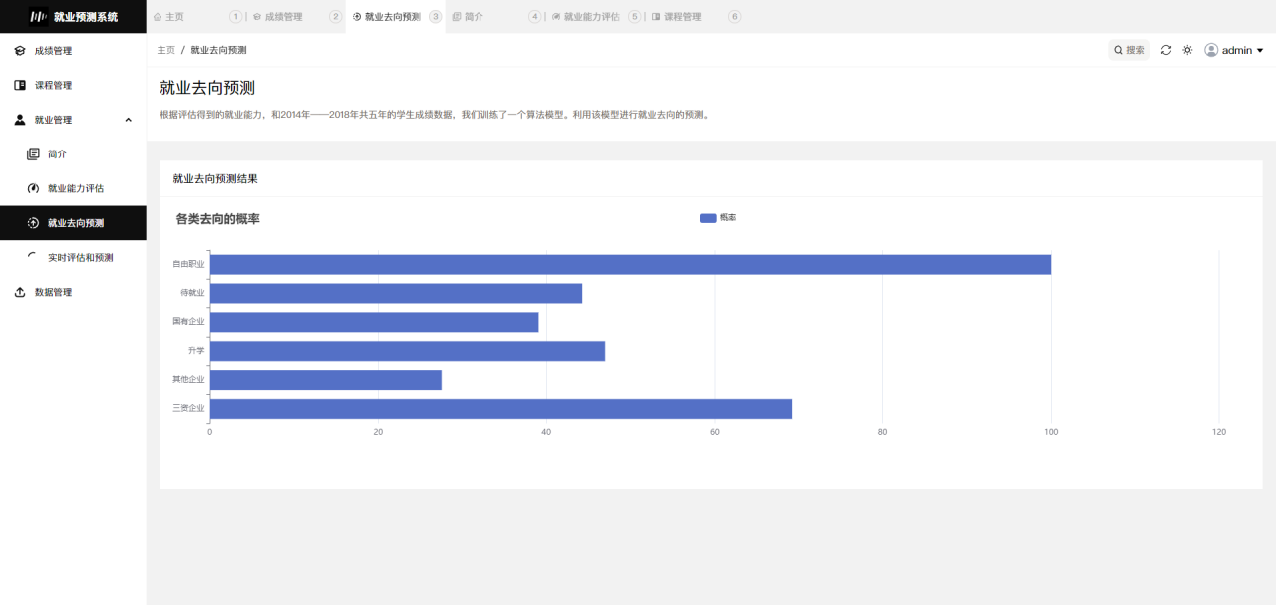 就业预测系统
主页 1 成绩管理 2 就业去向预测 3 简介 4 就业能力评估 5 课程管理 6
成绩管理
课程管理
就业管理
简介
就业能力评估
就业去向预测
实时评估和预测
数据管理
主页 / 就业去向预测
搜索 admin
就业去向预测
根据评估得到的就业能力，和2014年——2018年共五年的学生成绩数据，我们训练了一个算法模型。利用该模型进行就业去向的预测。
就业去向预测结果
各类去向的概率
概率
自由职业
待就业
国有企业
升学
其他企业
三资企业
0 20 40 60 80 100 120